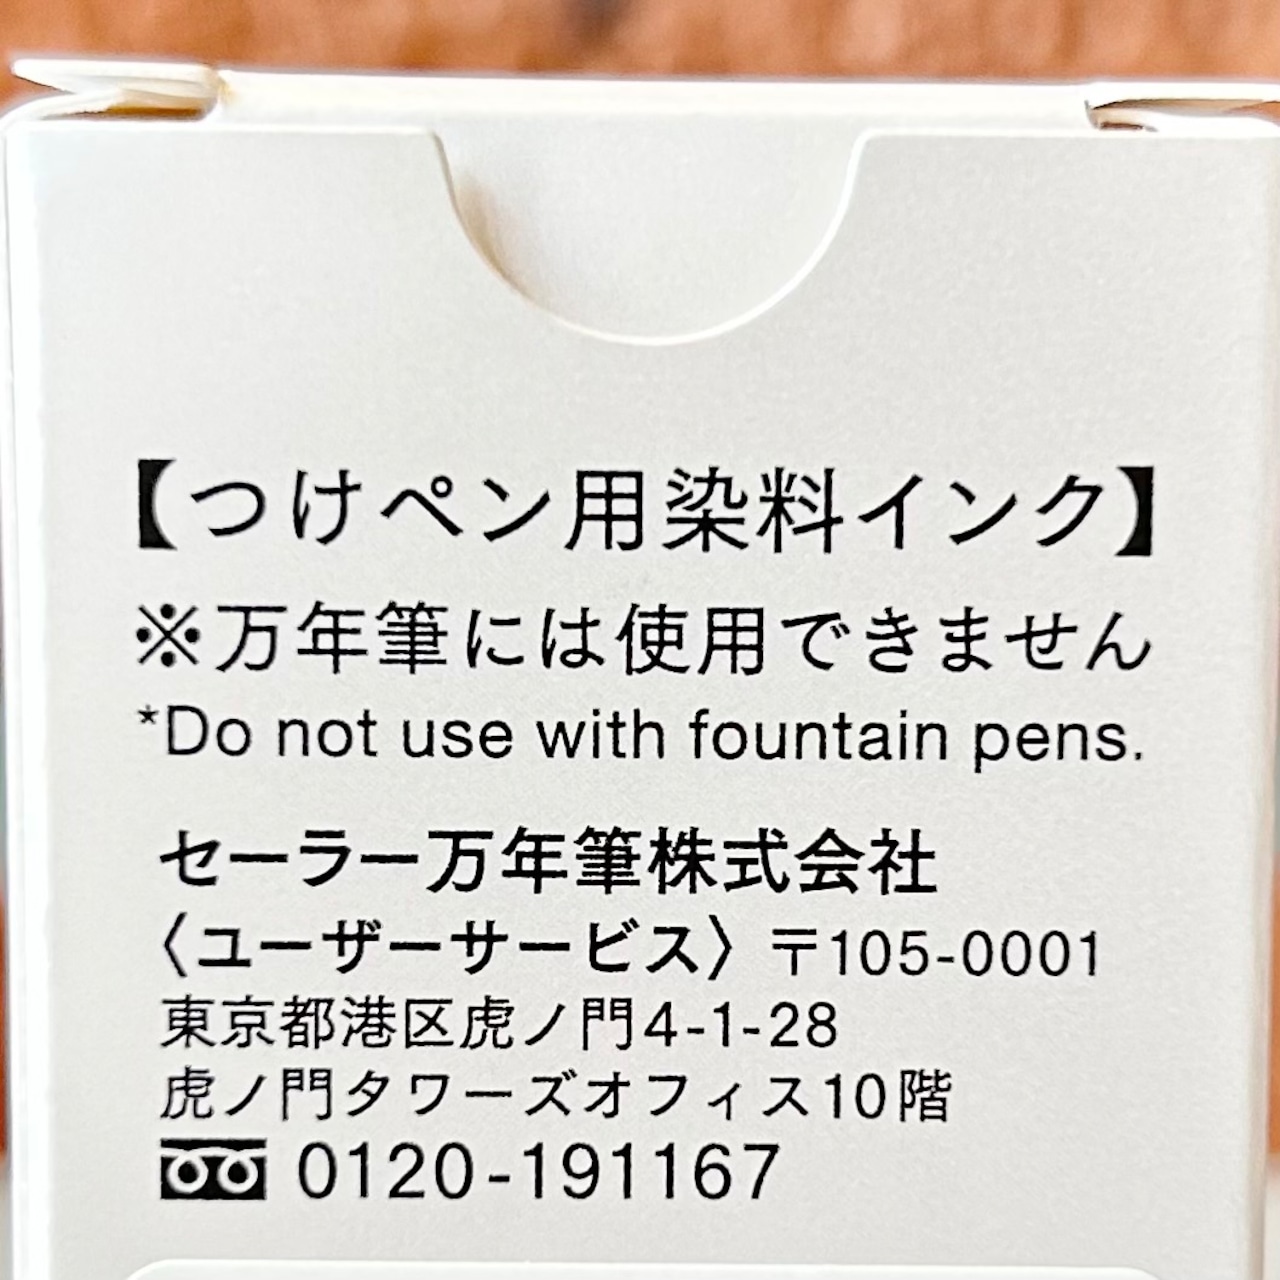 【つけペン用染料インク】
※万年筆には使用できません
*Do not use with fountain pens.
セーラー万年筆株式会社
〈ユーザーサービス〉〒105-0001
東京都港区虎ノ門4-1-28
虎ノ門タワーズオフィス10階
0120-191167